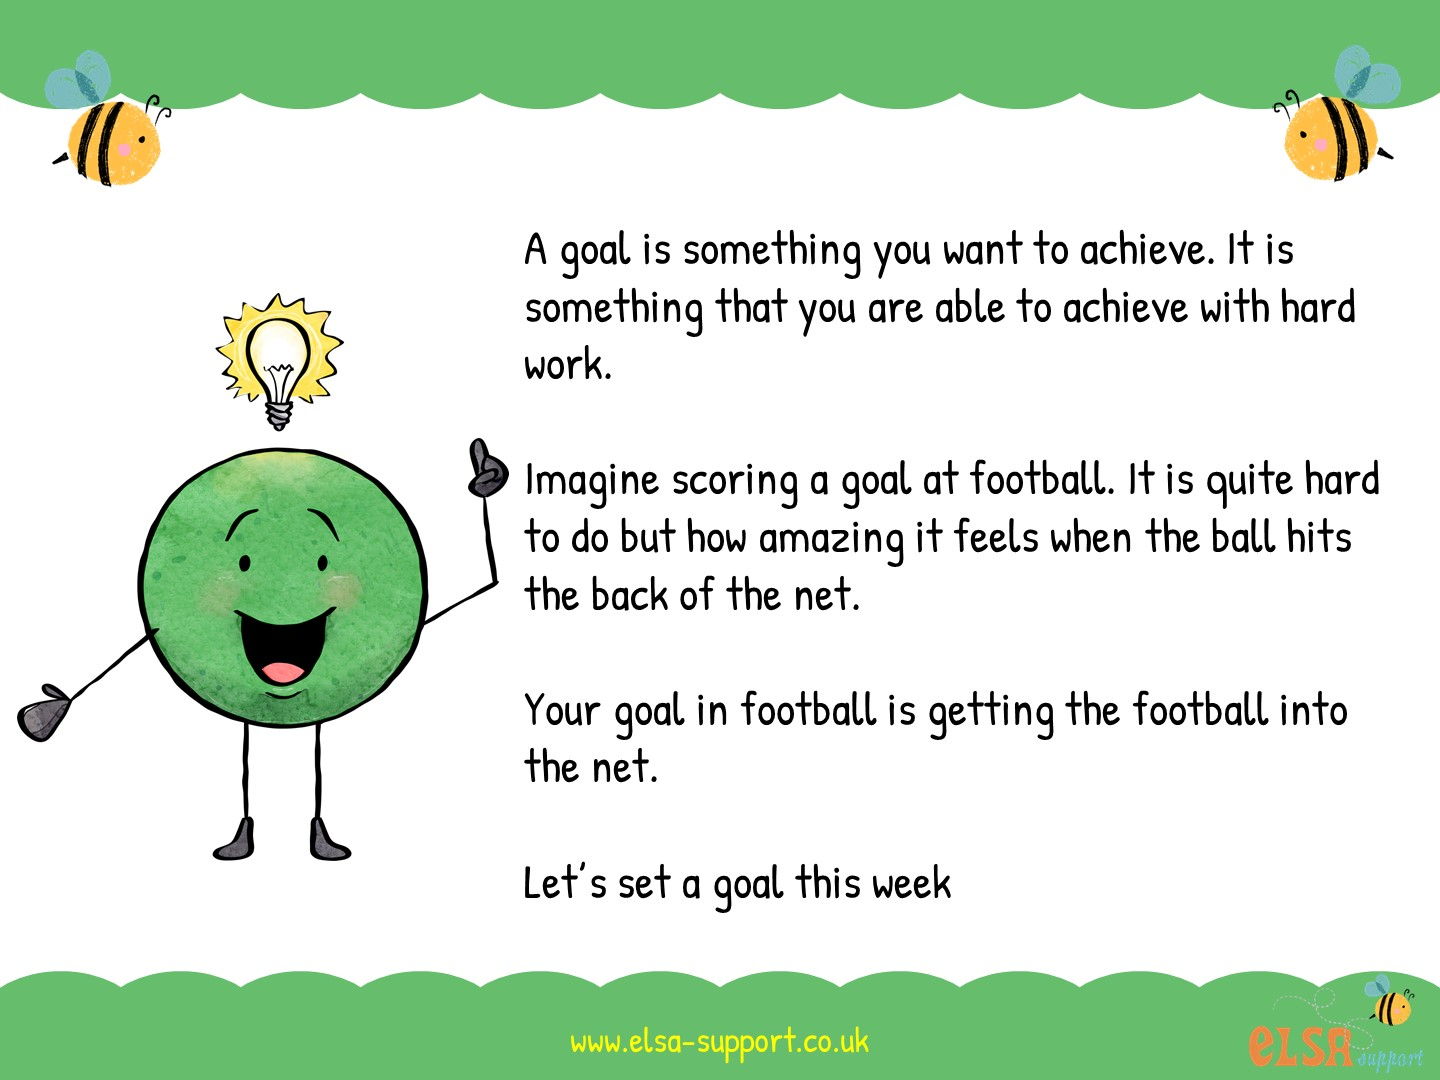 A goal is something you want to achieve. It is
something that you are able to achieve with hard
work.
Imagine scoring a goal at football. It is quite hard
to do but how amazing it feels when the ball hits
the back of the net.
Your goal in football is getting the football into
the net.
Let's set a goal this week
www.elsa-support.co.uk
ELSA support